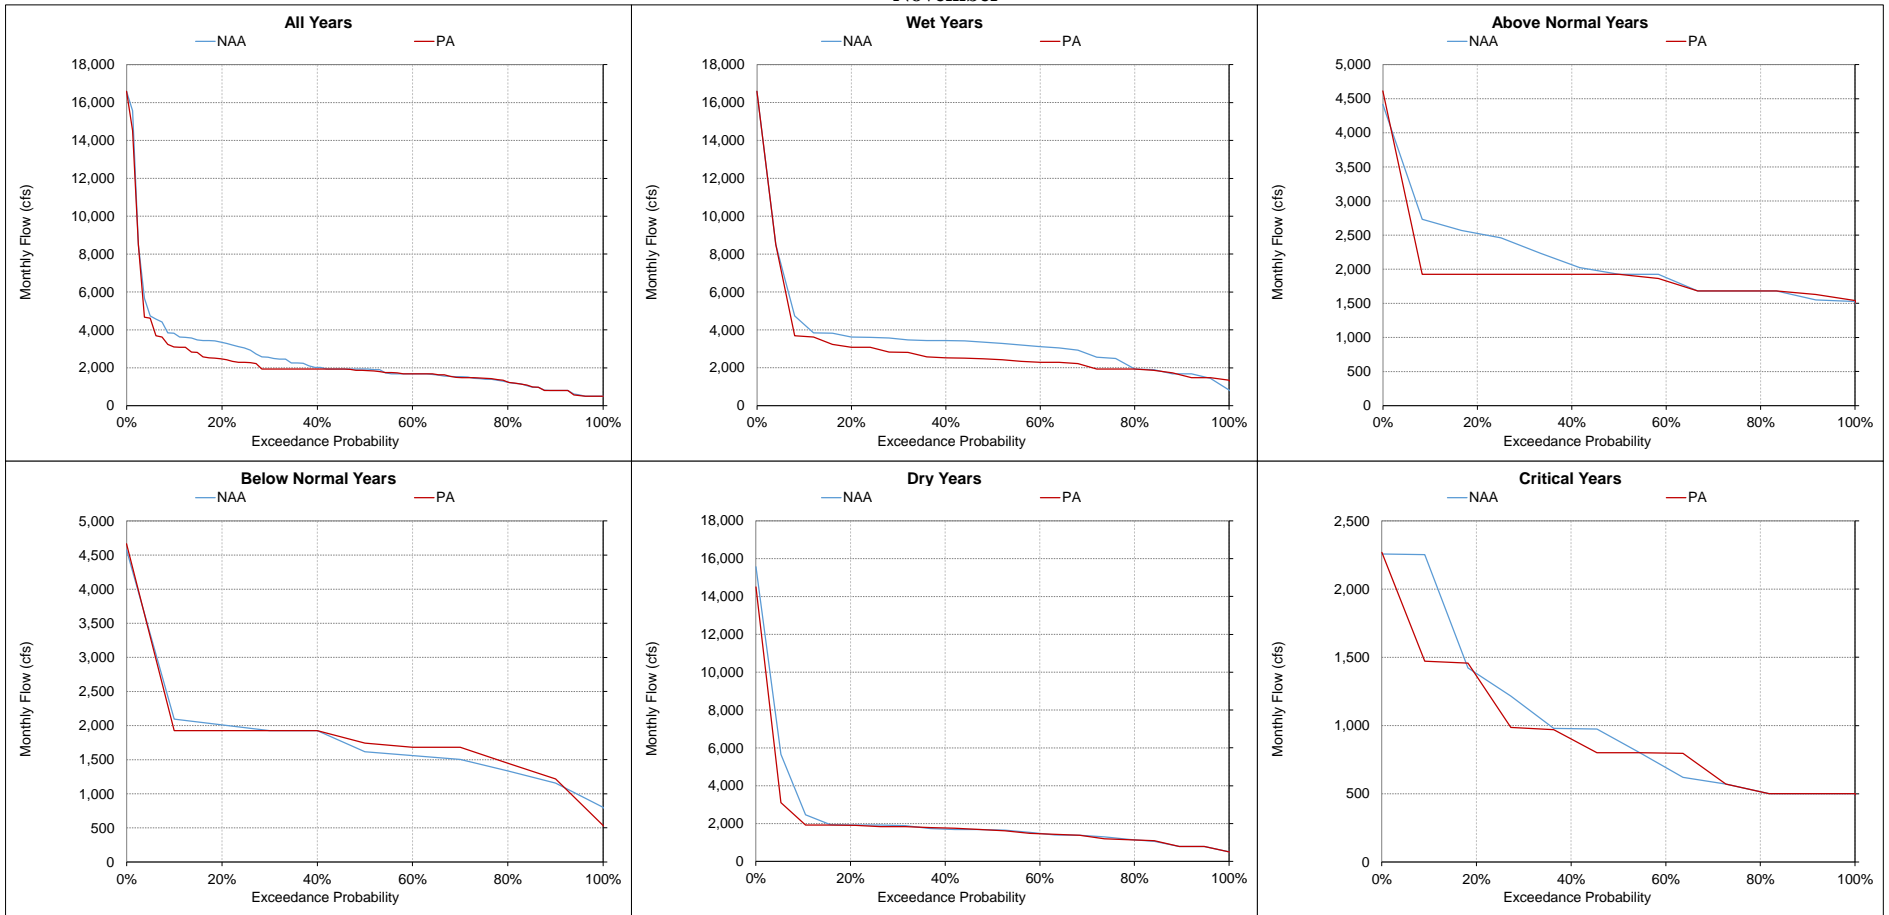 All Years
NAA PA
18,000
16,000
14,000
12,000
10,000
8,000
6,000
4,000
2,000
0
0% 20% 40% 60% 80% 100%
Monthly Flow (cfs)
Exceedance Probability
Wet Years
NAA PA
18,000
16,000
14,000
12,000
10,000
8,000
6,000
4,000
2,000
0
0% 20% 40% 60% 80% 100%
Monthly Flow (cfs)
Exceedance Probability
Above Normal Years
NAA PA
5,000
4,500
4,000
3,500
3,000
2,500
2,000
1,500
1,000
500
0
0% 20% 40% 60% 80% 100%
Monthly Flow (cfs)
Exceedance Probability
Below Normal Years
NAA PA
5,000
4,500
4,000
3,500
3,000
2,500
2,000
1,500
1,000
500
0
0% 20% 40% 60% 80% 100%
Monthly Flow (cfs)
Exceedance Probability
Dry Years
NAA PA
18,000
16,000
14,000
12,000
10,000
8,000
6,000
4,000
2,000
0
0% 20% 40% 60% 80% 100%
Monthly Flow (cfs)
Exceedance Probability
Critical Years
NAA PA
2,500
2,000
1,500
1,000
500
0
0% 20% 40% 60% 80% 100%
Monthly Flow (cfs)
Exceedance Probability